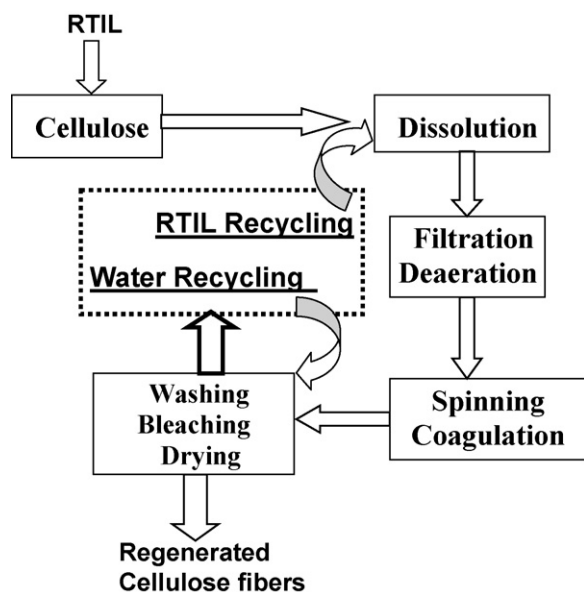 RTIL
Cellulose
Dissolution
RTIL Recycling
Water Recycling
Filtration
Deaeration
Spinning
Coagulation
Washing
Bleaching
Drying
Regenerated
Cellulose fibers